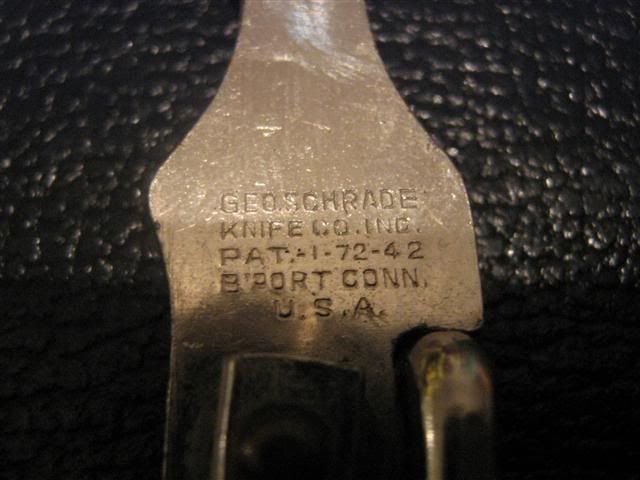 GEO.SCHRADE
KNIFE CO. INC.
PAT.-1-72-42
B'PORT CONN.
U.S.A.